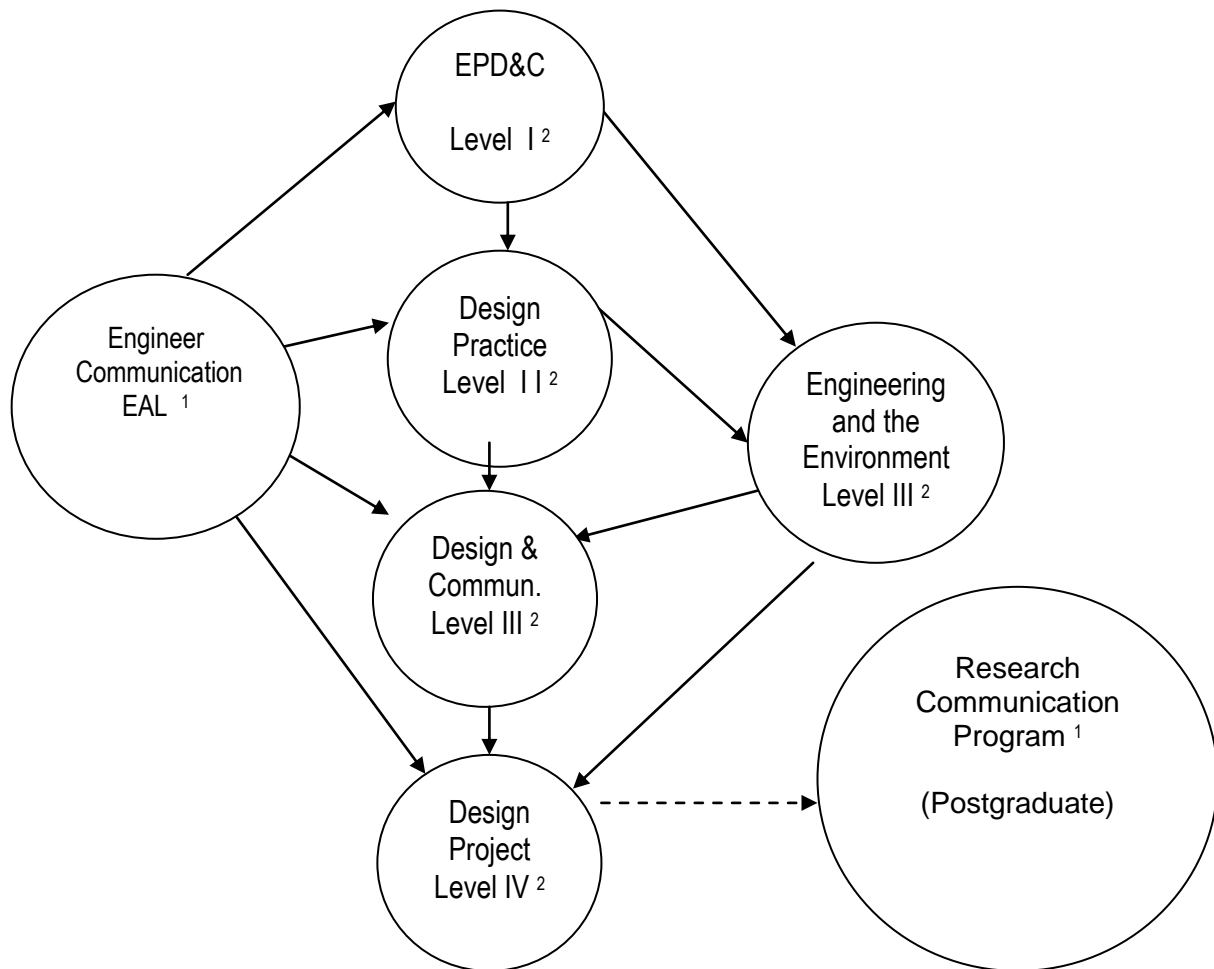 EPD&C
Level I 2
Engineer
Communication
EAL 1
Design
Practice
Level I I 2
Engineering
and the
Environment
Level III 2
Design &
Commun.
Level III 2
Research
Communication
Program 1
(Postgraduate)
Design
Project
Level IV 2